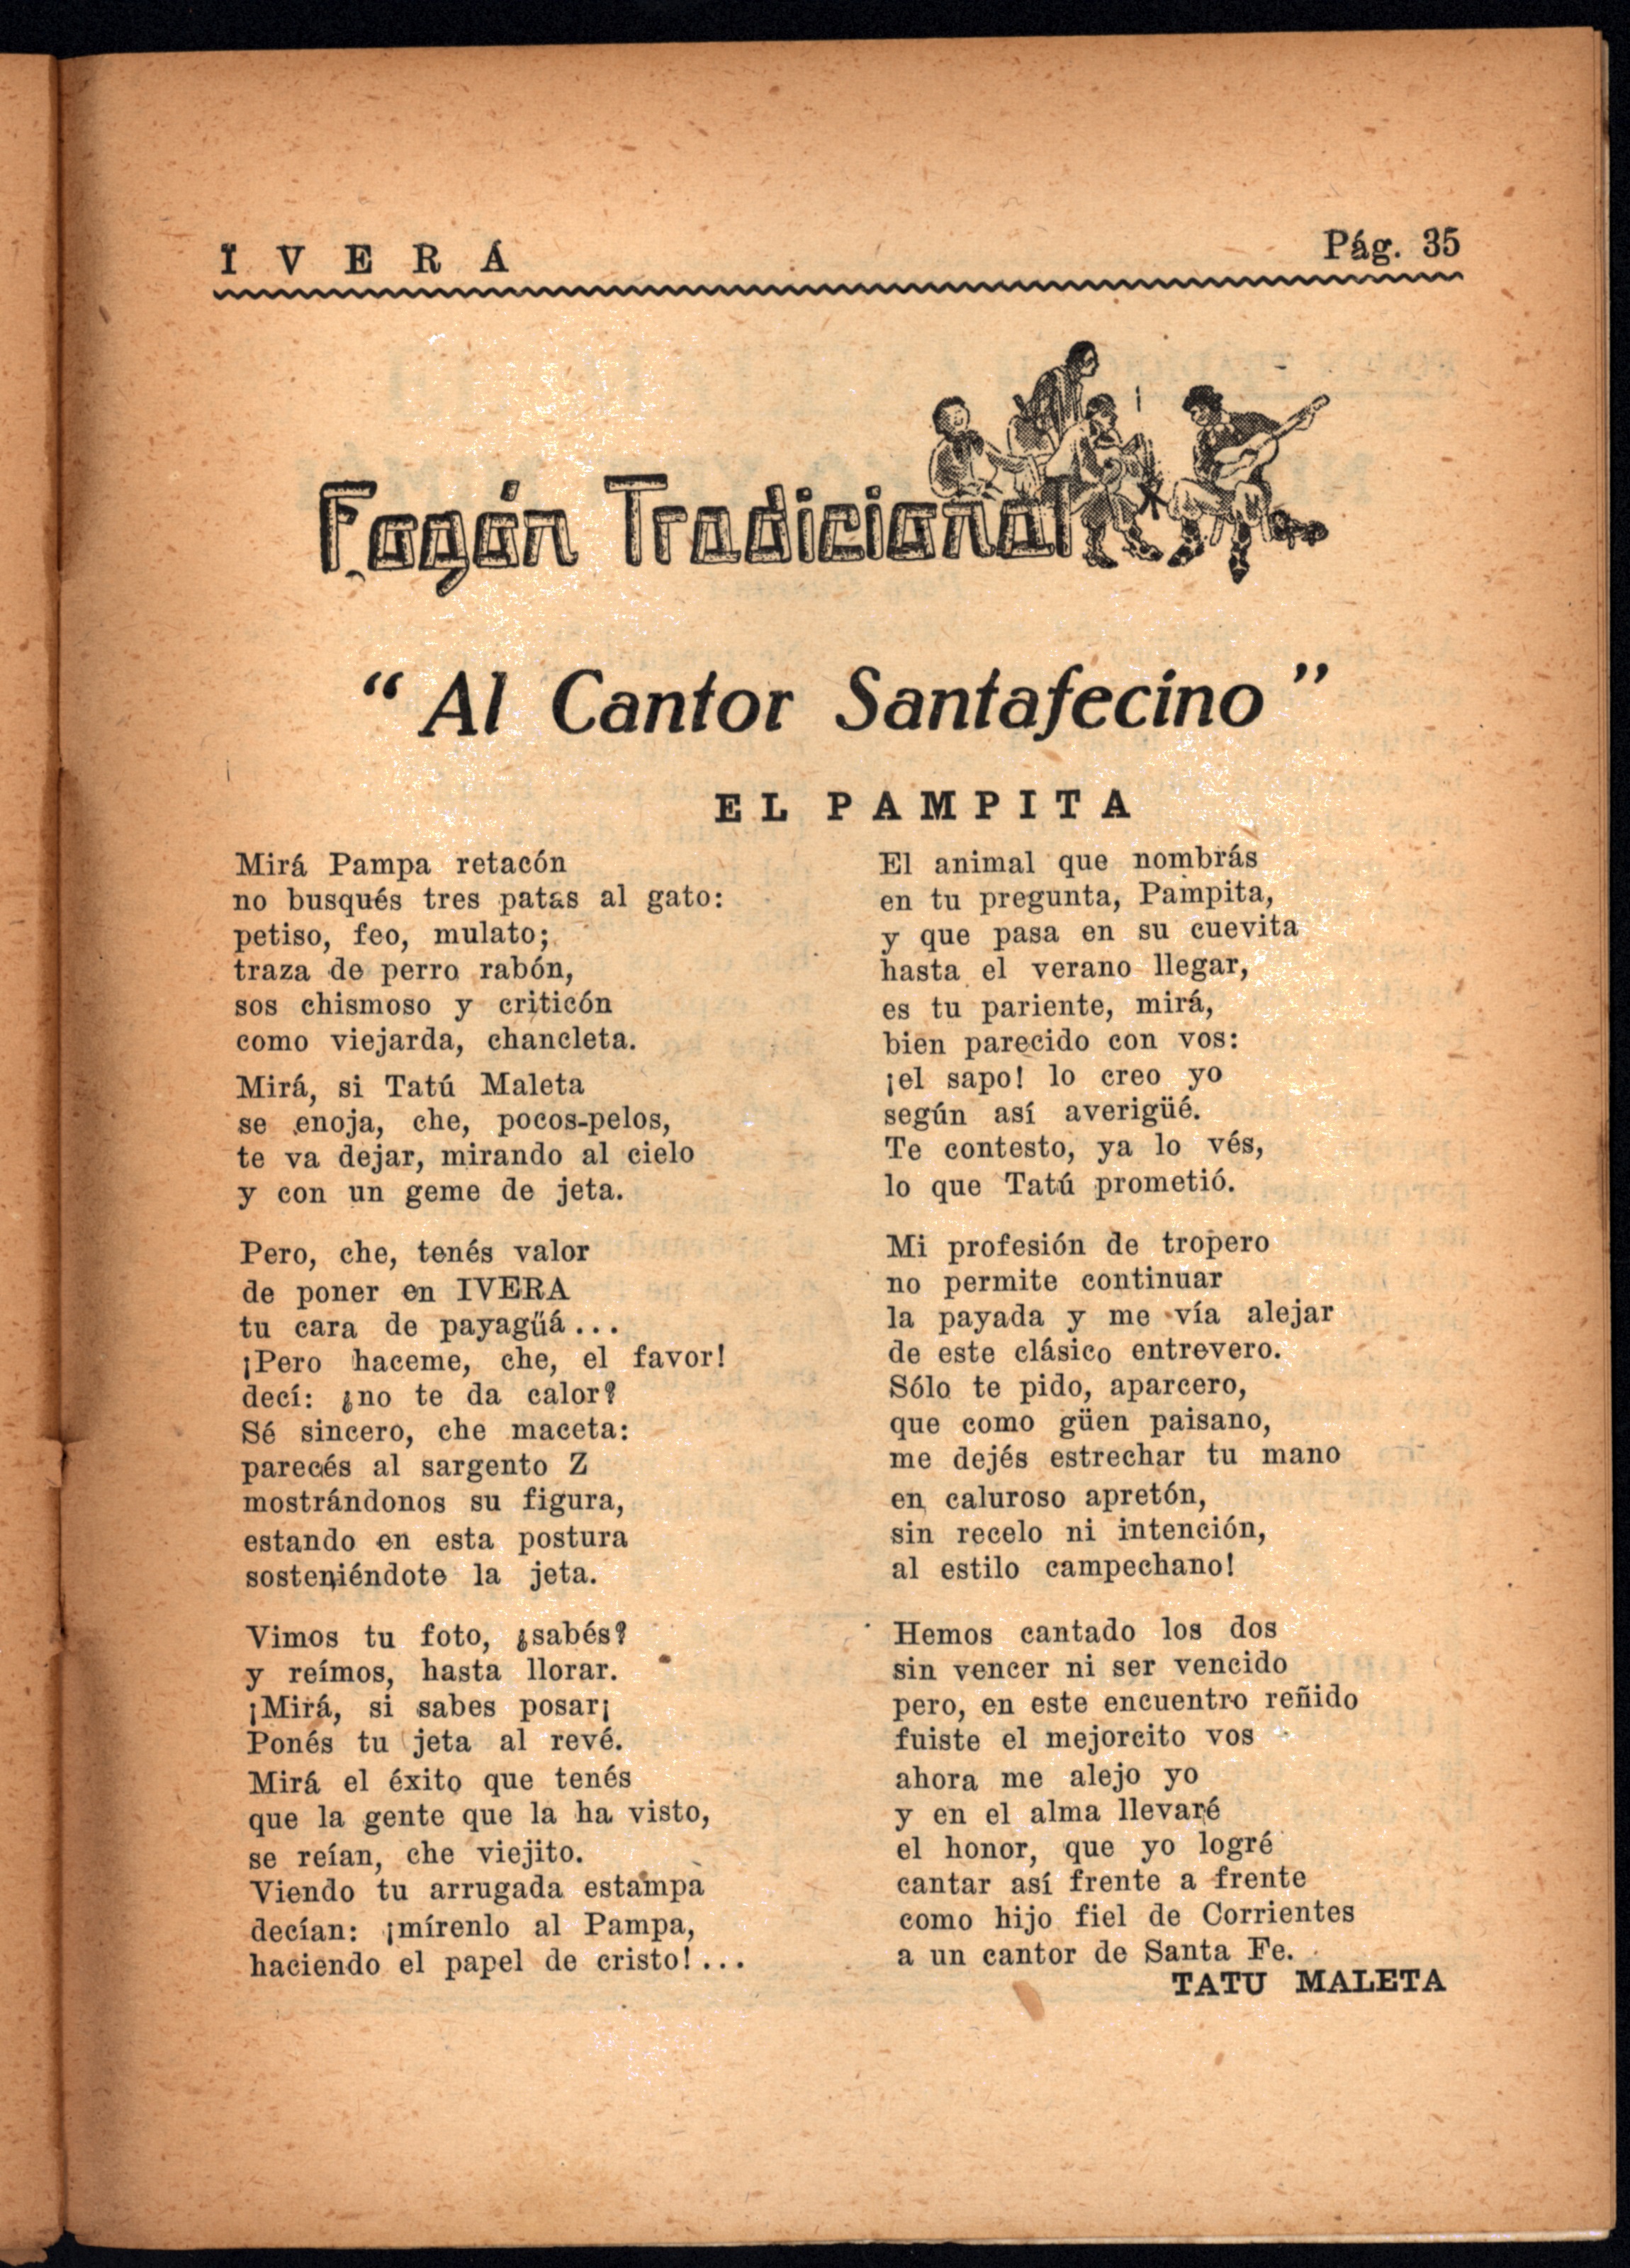 I V E R Á
Pág. 35
Fogón Tradicional
" Al Cantor Santafecino "
EL PAMPITA
Mirá Pampa retacón
no busqués tres patas al gato:
petiso, feo, mulato;
traza de perro rabón,
sos chismoso y criticón
como viejarda, chancleta.
Mirá, si Tatú Maleta
se enoja, che, pocos-pelos,
te va dejar, mirando al cielo
y con un geme de jeta.
Pero, che, tenés valor
de poner en IVERA
tu cara de payagüá...
¡Pero haceme, che, el favor!
decí: ¿no te da calor?
Sé sincero, che maceta:
parecés al sargento Z
mostrándonos su figura,
estando en esta postura
sosteniéndote la jeta.
Vimos tu foto, ¿sabés?
y reímos, hasta llorar.
¡Mirá, si sabes posar¡
Ponés tu jeta al revé.
Mirá el éxito que tenés
que la gente que la ha visto,
se reían, che viejito.
Viendo tu arrugada estampa
decían: ¡mírenlo al Pampa,
haciendo el papel de cristo!...
El animal que nombrás
en tu pregunta, Pampita,
y que pasa en su cuevita
hasta el verano llegar,
es tu pariente, mirá,
bien parecido con vos:
¡el sapo! lo creo yo
según así averigüé.
Te contesto, ya lo vés,
lo que Tatú prometió.
Mi profesión de tropero
no permite continuar
la payada y me vía alejar
de este clásico entrevero.
Sólo te pido, aparcero,
que como güen paisano,
me dejés estrechar tu mano
en caluroso apretón,
sin recelo ni intención,
al estilo campechano!
Hemos cantado los dos
sin vencer ni ser vencido
pero, en este encuentro reñido
fuiste el mejorcito vos
ahora me alejo yo
y en el alma llevaré
el honor, que yo logré
cantar así frente a frente
como hijo fiel de Corrientes
a un cantor de Santa Fe.
TATU MALETA